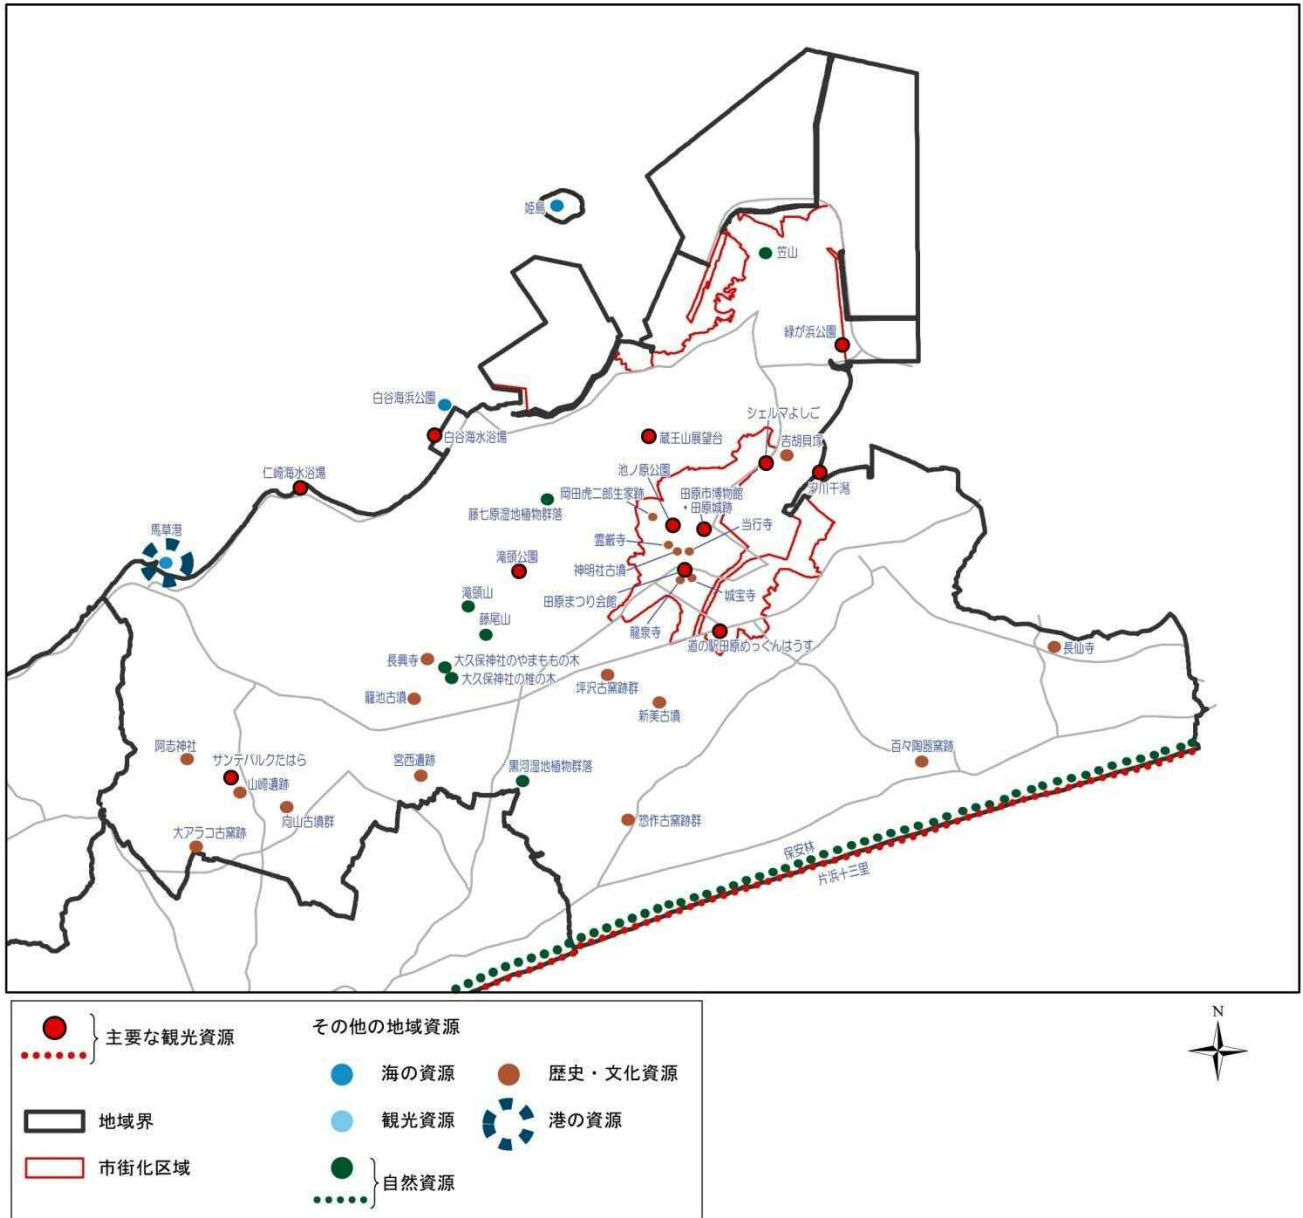 姫島
笠山
緑が浜公園
白谷海浜公園
シェルマよしご
白谷海水浴場
蔵王山展望台
吉胡貝塚
池ノ原公園
仁崎海水浴場
岡田虎二郎生家跡
田原市博物館
・田原城跡
汐川干潟
藤七原湿地植物群落
当行寺
馬草港
霊厳寺
滝頭公園
神明社古墳
滝頭山
田原まつり会館
城宝寺
藤尾山
龍泉寺
道の駅田原めっくんはうす
長仙寺
長興寺
大久保神社のやまももの木
大久保神社の椎の木
坪沢古窯跡群
籠池古墳
新美古墳
阿志神社
サンテパルクたはら
宮西遺跡
黒河湿地植物群落
百々陶器窯跡
山崎遺跡
向山古墳群
惣作古窯跡群
大アラコ古窯跡
保安林
片浜十三里
主要な観光資源
地域界
市街化区域
その他の地域資源
海の資源
歴史・文化資源
観光資源
港の資源
自然資源
N